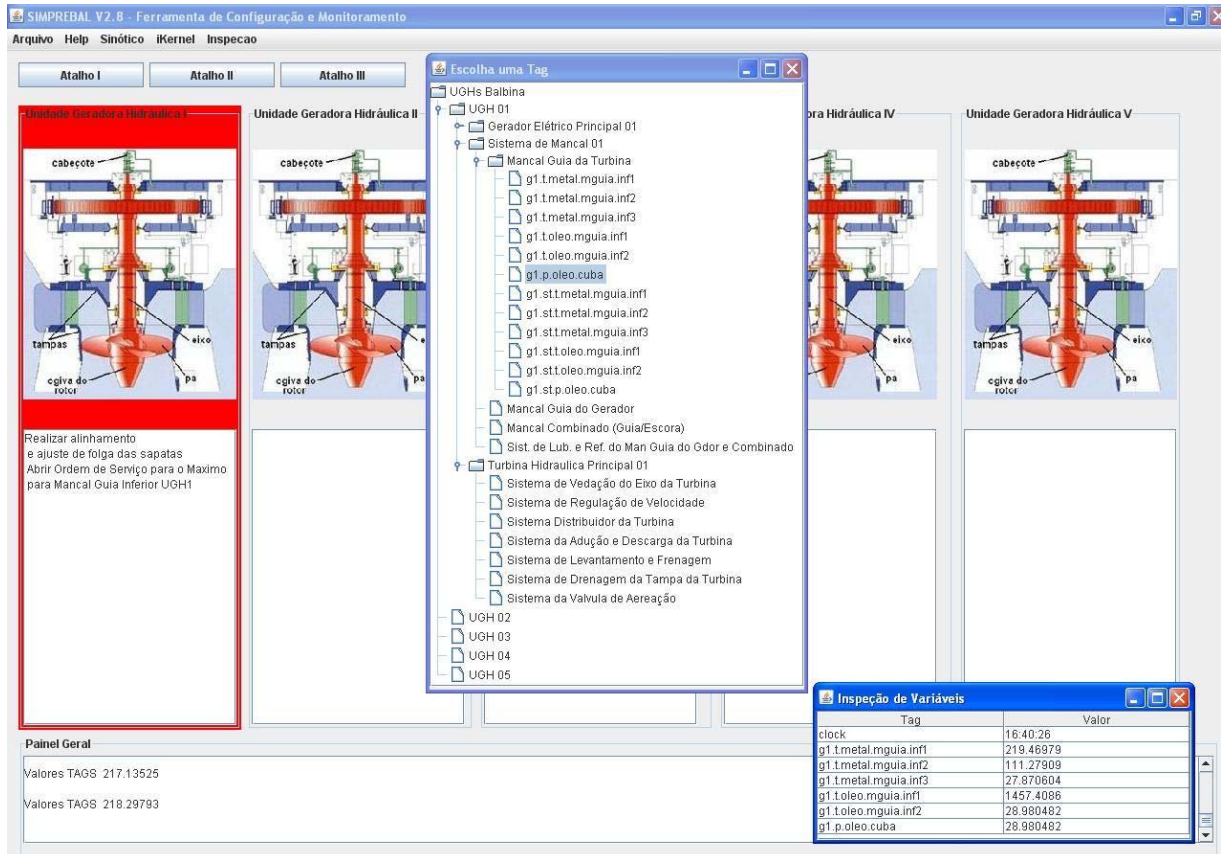 SIMPREBAL V2.8 - Ferramenta de Configuração e Monitoramento
Arquivo Help Sinótico iKernel Inspecao
Atalho I Atalho II Atalho III
Unidade Geradora Hidráulica I
cabeçote
tampas
eixo
pa
ogiva do
rotor
Realizar alinhamento
e ajuste de folga das sapatas
Abrir Ordem de Serviço para o Maximo
para Mancal Guia Inferior UGH1
Unidade Geradora Hidráulica II
cabeçote
tampas
ogiva do
rotor
Escolha uma Tag
UGHs Balbina
UGH 01
Gerador Elétrico Principal 01
Sistema de Mancal 01
Mancal Guia da Turbina
g1.t.metal.mguia.inf1
g1.t.metal.mguia.inf2
g1.t.metal.mguia.inf3
g1.t.oleo.mguia.inf1
g1.t.oleo.mguia.inf2
g1.p.oleo.cuba
g1.st.t.metal.mguia.inf1
g1.st.t.metal.mguia.inf2
g1.st.t.metal.mguia.inf3
g1.st.t.oleo.mguia.inf1
g1.st.t.oleo.mguia.inf2
g1.st.p.oleo.cuba
Mancal Guia do Gerador
Mancal Combinado (Guia/Escora)
Sist. de Lub. e Ref. do Man Guia do Gdor e Combinado
Turbina Hidraulica Principal 01
Sistema de Vedação do Eixo da Turbina
Sistema de Regulação de Velocidade
Sistema Distribuidor da Turbina
Sistema da Adução e Descarga da Turbina
Sistema de Levantamento e Frenagem
Sistema de Drenagem da Tampa da Turbina
Sistema da Valvula de Aereação
UGH 02
UGH 03
UGH 04
UGH 05
ora Hidráulica IV
eixo
pa
Unidade Geradora Hidráulica V
cabeçote
tampas
eixo
pa
ogiva do
rotor
Painel Geral
Valores TAGS 217.13525
Valores TAGS 218.29793
Inspeção de Variáveis
Tag Valor
clock 16:40:26
g1.t.metal.mguia.inf1 219.46979
g1.t.metal.mguia.inf2 111.27909
g1.t.metal.mguia.inf3 27.870604
g1.t.oleo.mguia.inf1 1457.4086
g1.t.oleo.mguia.inf2 28.980482
g1.p.oleo.cuba 28.980482